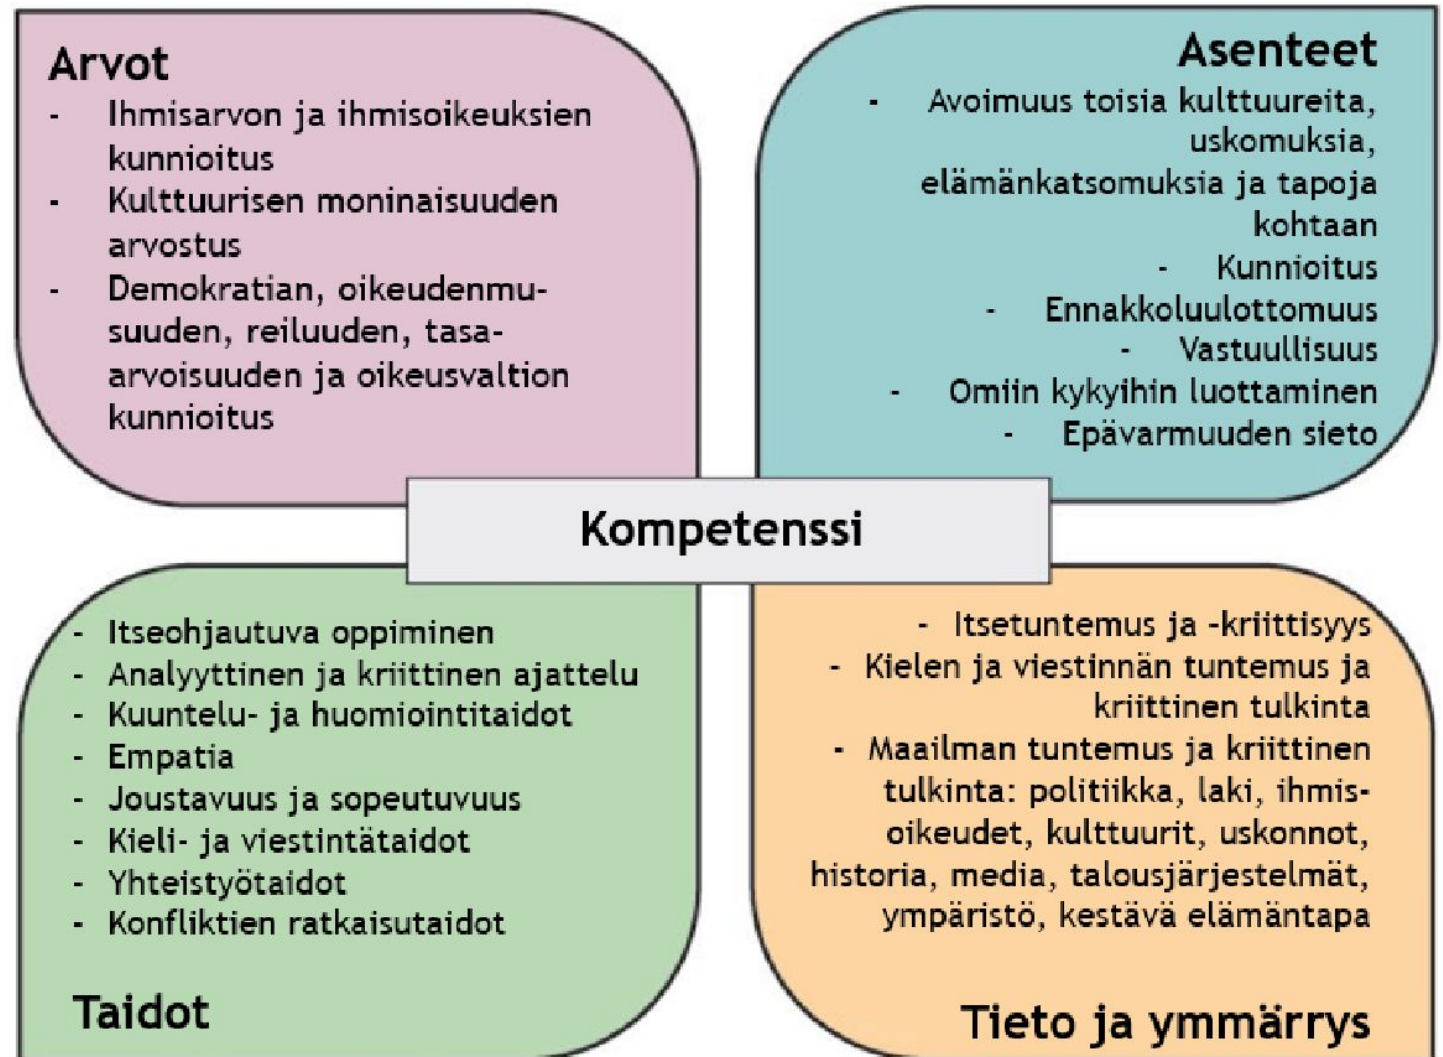 Arvot
- Ihmisarvon ja ihmisoikeuksien
kunnioitus
- Kulttuurisen moninaisuuden
arvostus
- Demokratian, oikeudenmu-
suuden, reiluuden, tasa-
arvoisuuden ja oikeusvaltion
kunnioitus
Asenteet
- Avoimuus toisia kulttuureita,
uskomuksia,
elämänkatsomuksia ja tapoja
kohtaan
- Kunnioitus
- Ennakkoluulottomuus
- Vastuullisuus
- Omiin kykyihin luottaminen
- Epävarmuuden sieto
Kompetenssi
- Itseohjautuva oppiminen
- Analyyttinen ja kriittinen ajattelu
- Kuuntelu- ja huomiointitaidot
- Empatia
- Joustavuus ja sopeutuvuus
- Kieli- ja viestintätaidot
- Yhteistyötaidot
- Konfliktien ratkaisutaidot
Taidot
- Itsetuntemus ja -kriittisyys
- Kielen ja viestinnän tuntemus ja
kriittinen tulkinta
- Maailman tuntemus ja kriittinen
tulkinta: politiikka, laki, ihmis-
oikeudet, kulttuurit, uskonnot,
historia, media, talousjärjestelmät,
ympäristö, kestävä elämäntapa
Tieto ja ymmärrys